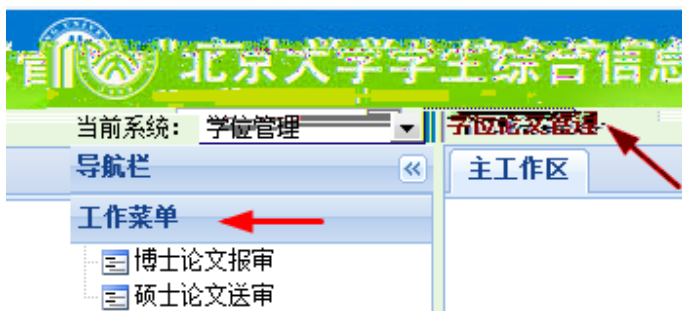 北京大学学生综合信息
当前系统： 学位管理
学位论文管理
导航栏
主工作区
工作菜单
博士论文报审
硕士论文送审